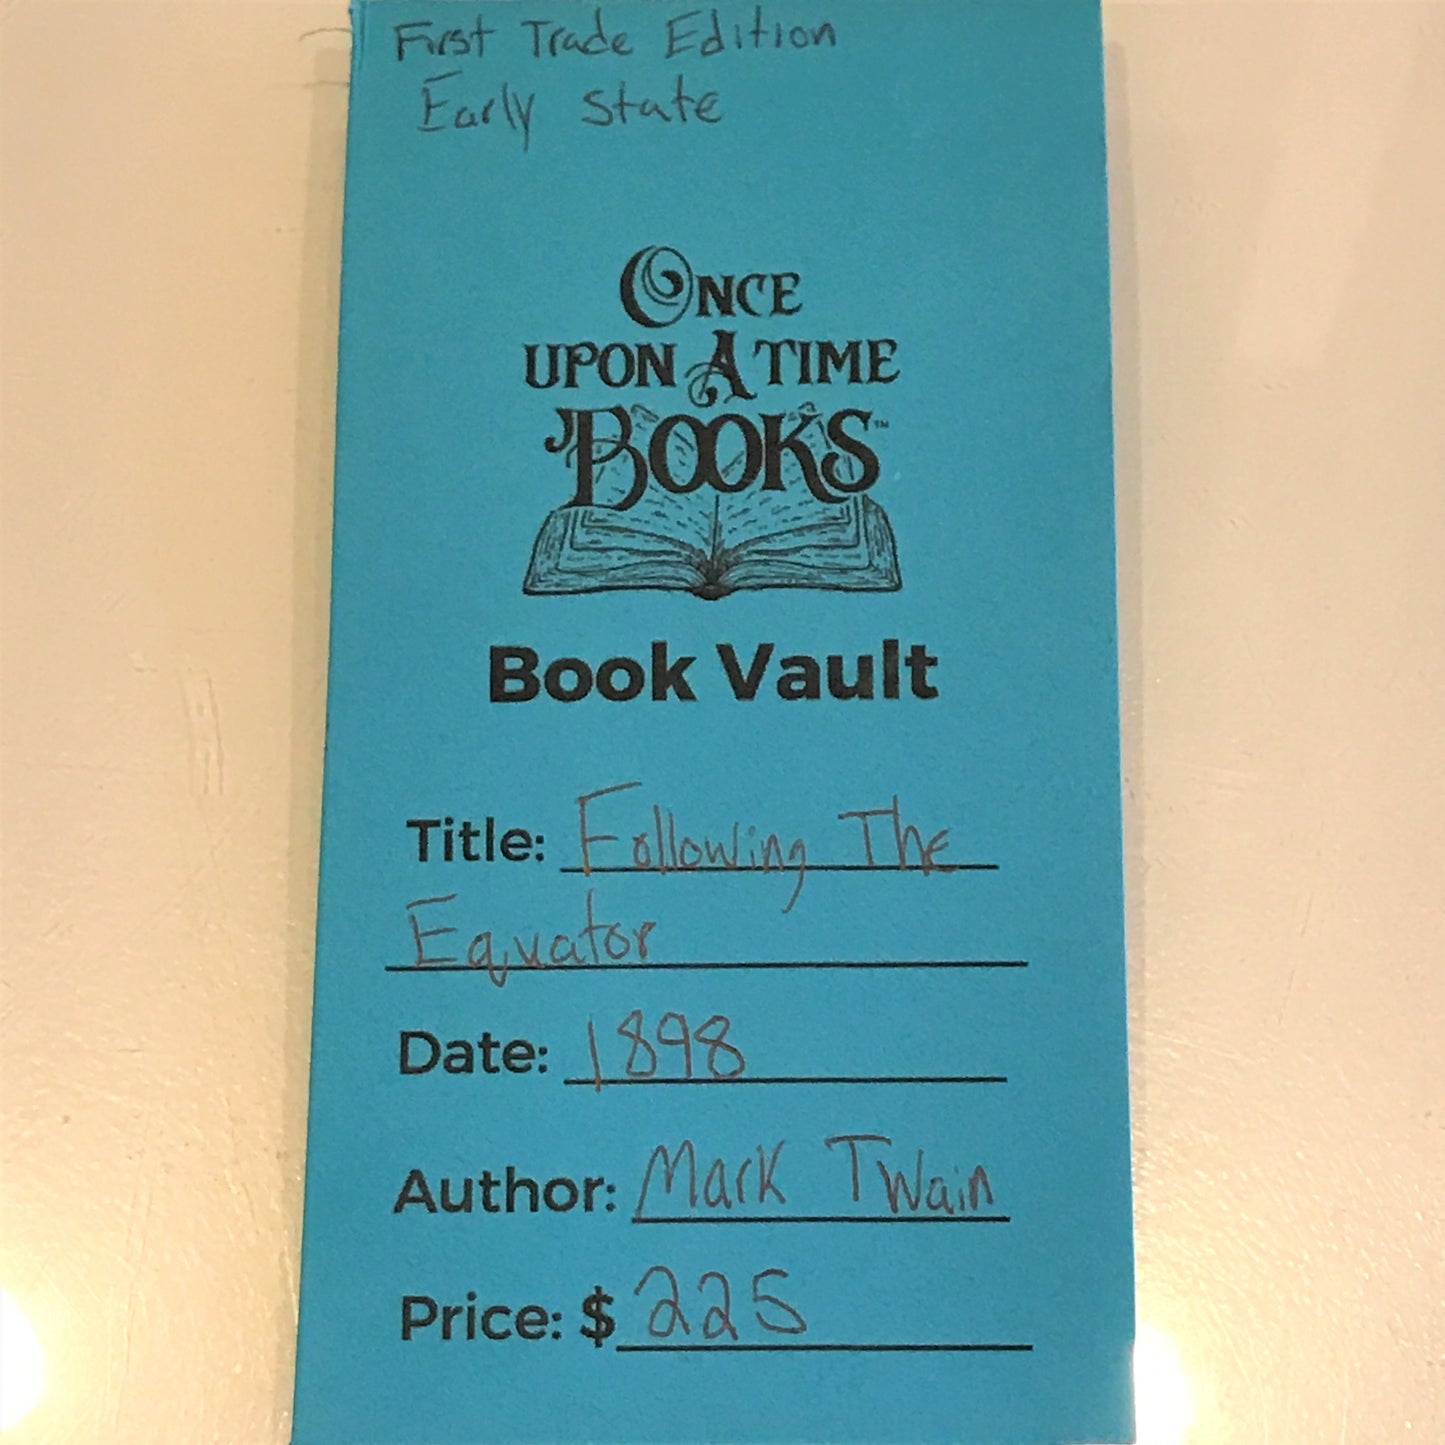 First Trade Edition
Early State
ONCE
UPON A TIME
BOOKS™
Book Vault
Title: Following The
Equator
Date: 1898
Author: Mark Twain
Price: $ 225